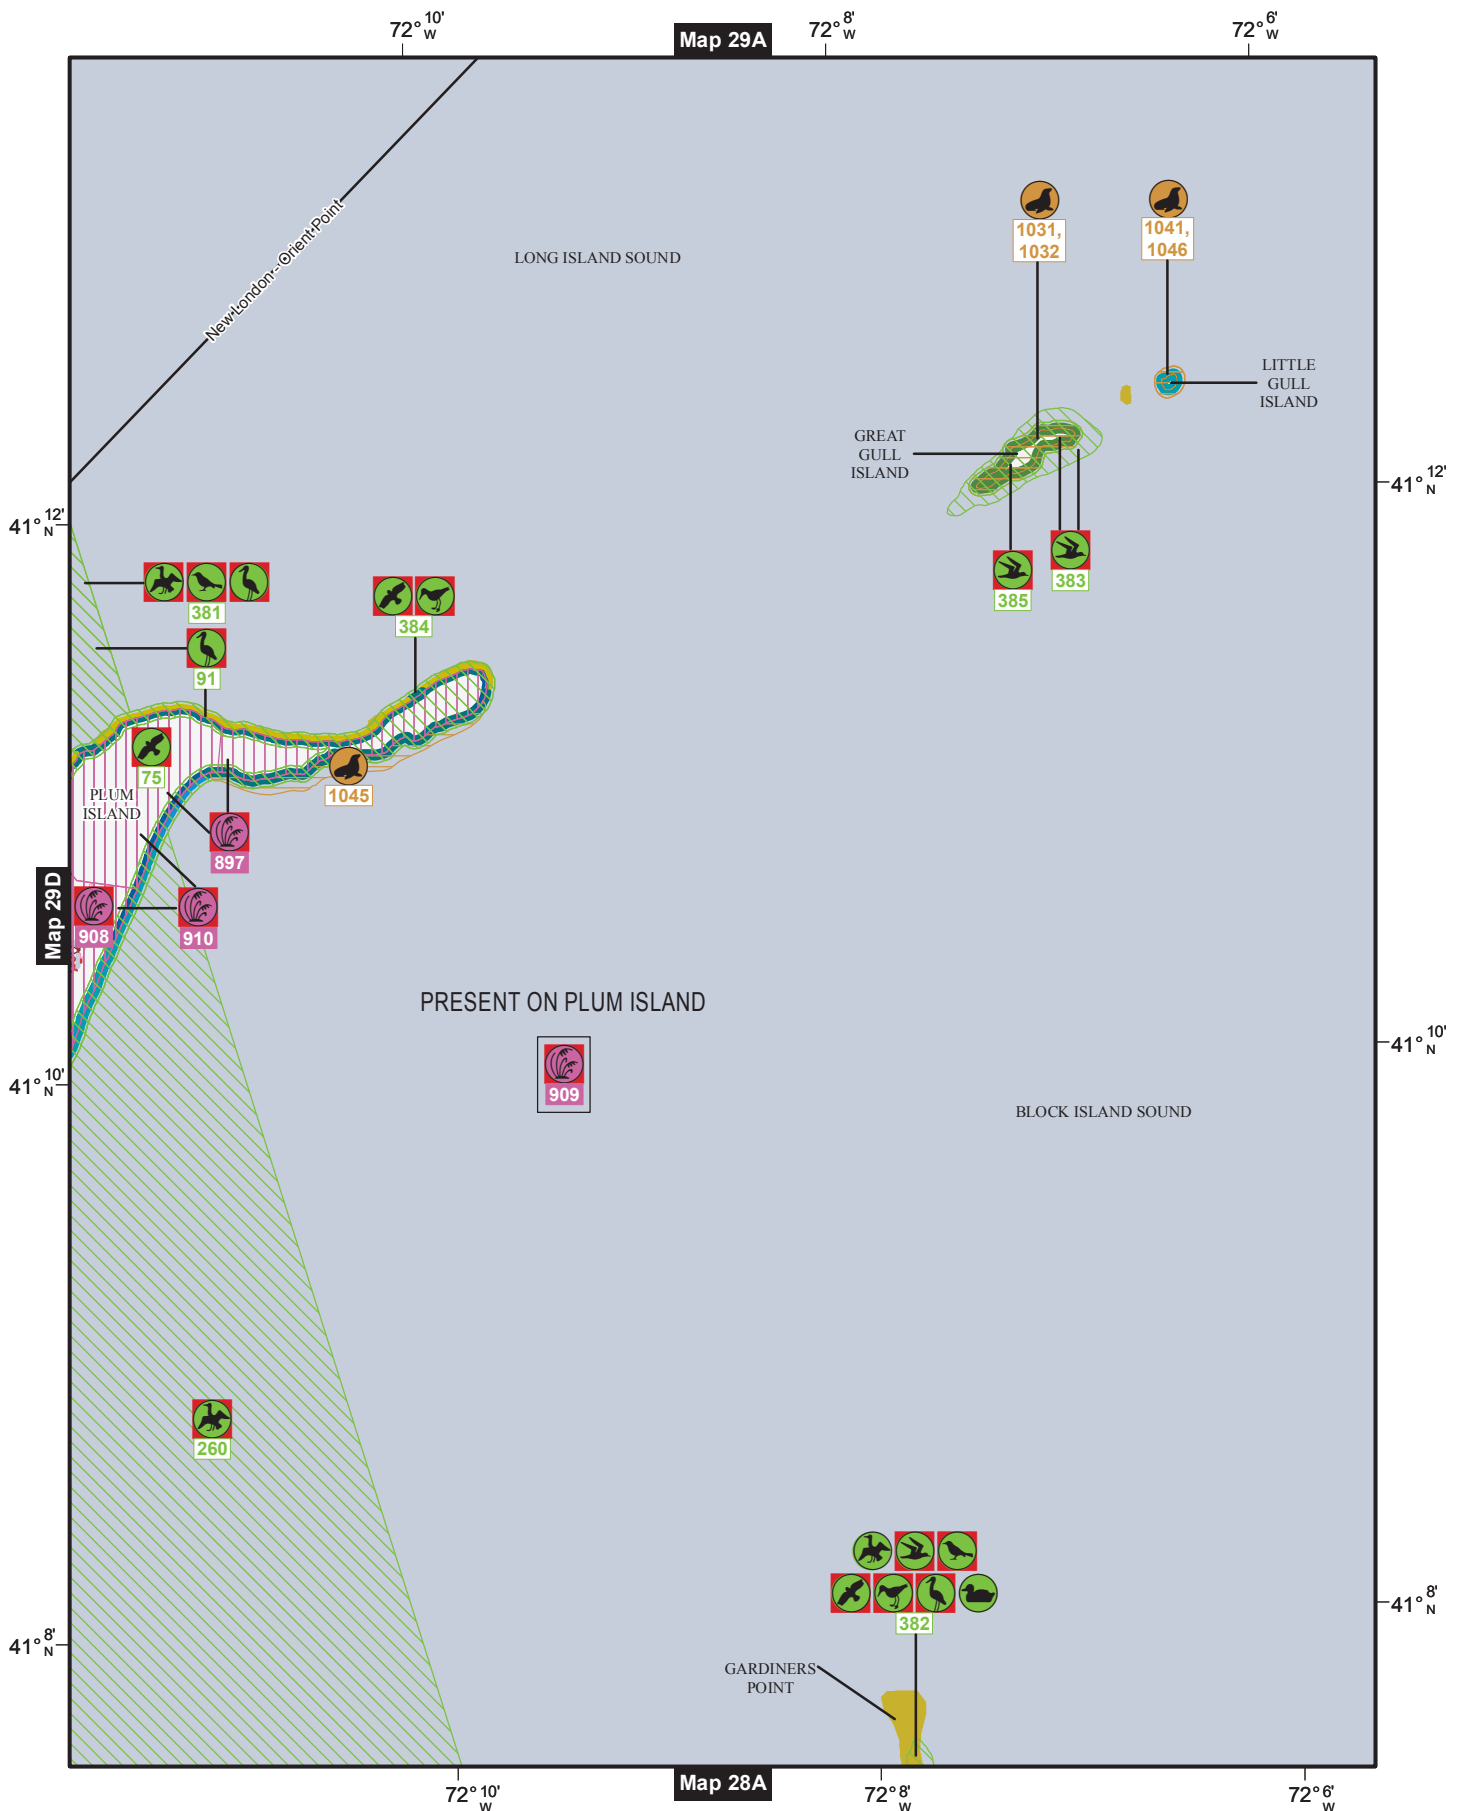 72° 10' W
Map 29A
72° 8' W
72° 6' W
New London - Orient Point
LONG ISLAND SOUND
1031,
1032
1041,
1046
LITTLE
GULL
ISLAND
GREAT
GULL
ISLAND
41° 12' N
41° 12' N
385
383
381
384
91
75
PLUM
ISLAND
1045
897
Map 29D
908
910
PRESENT ON PLUM ISLAND
909
41° 10' N
41° 10' N
BLOCK ISLAND SOUND
260
382
41° 8' N
41° 8' N
GARDINERS
POINT
72° 10' W
Map 28A
72° 8' W
72° 6' W